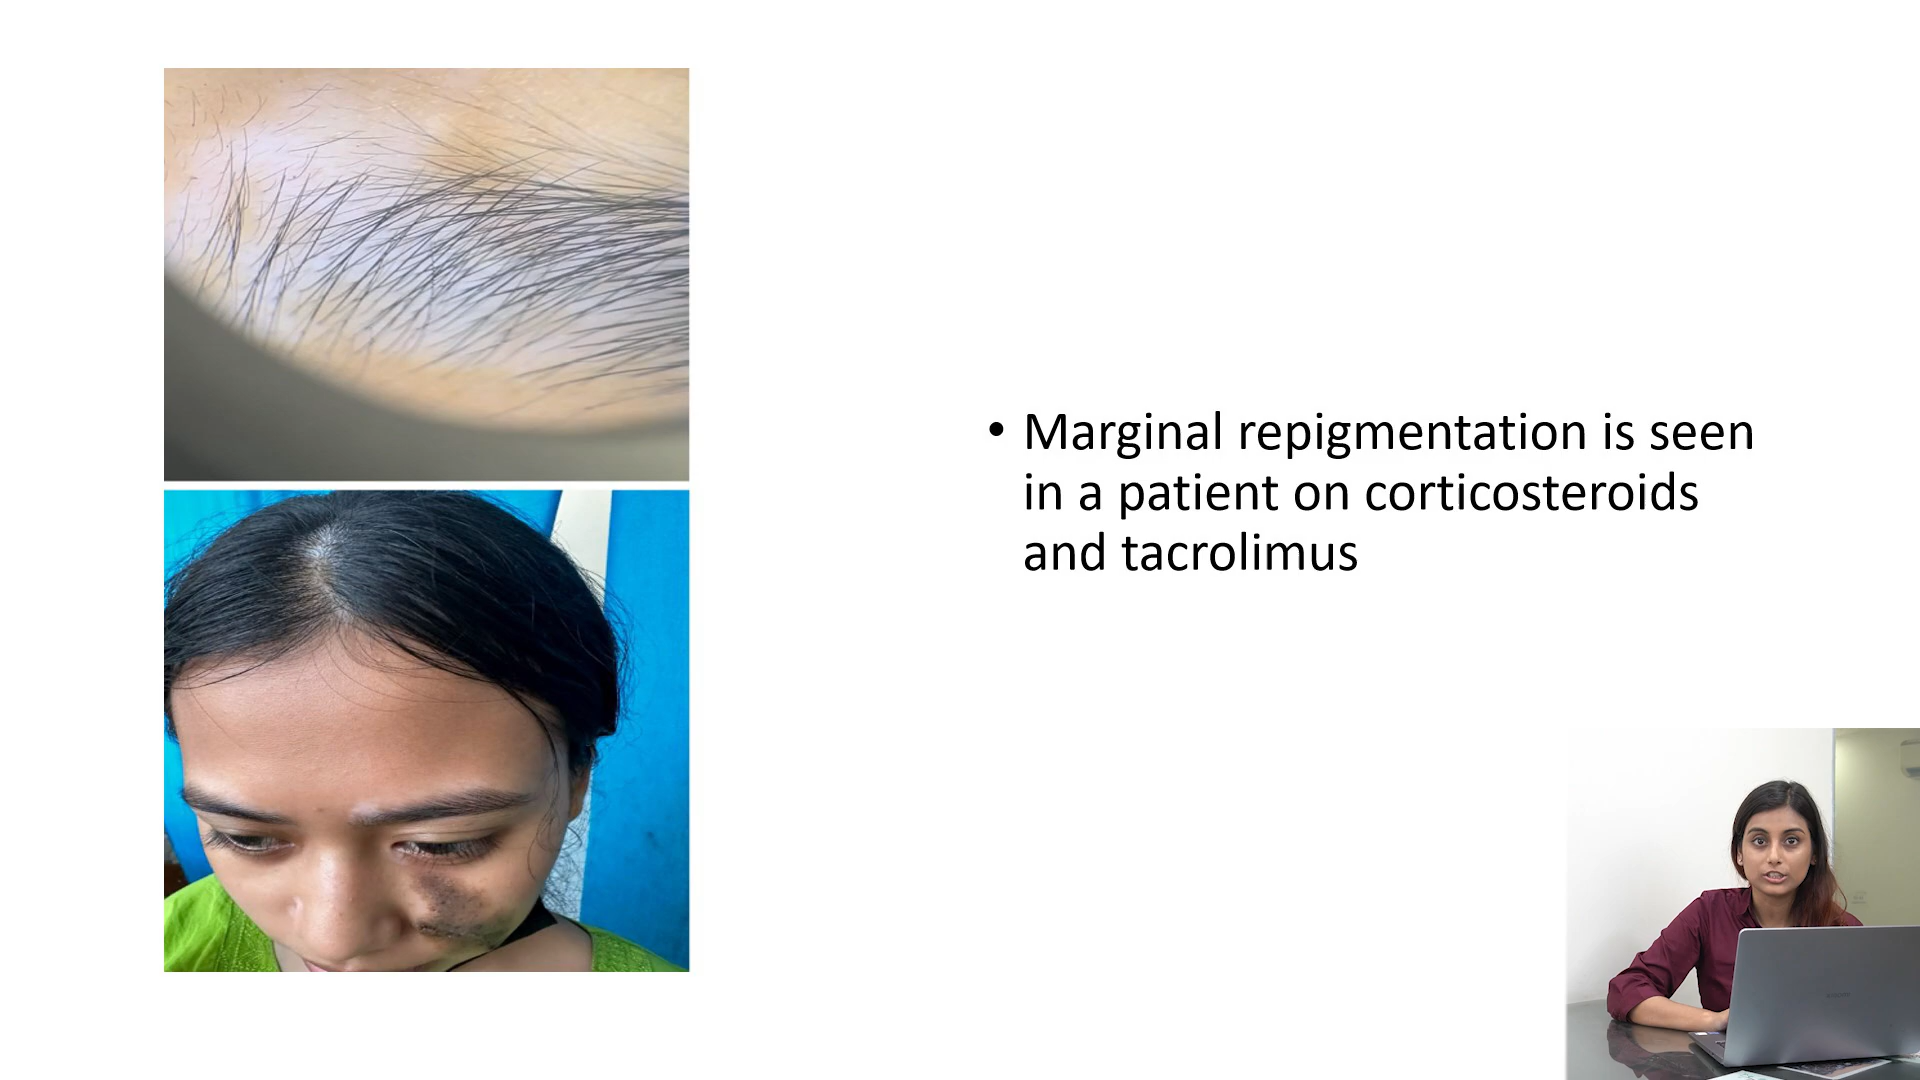 • Marginal repigmentation is seen
in a patient on corticosteroids
and tacrolimus